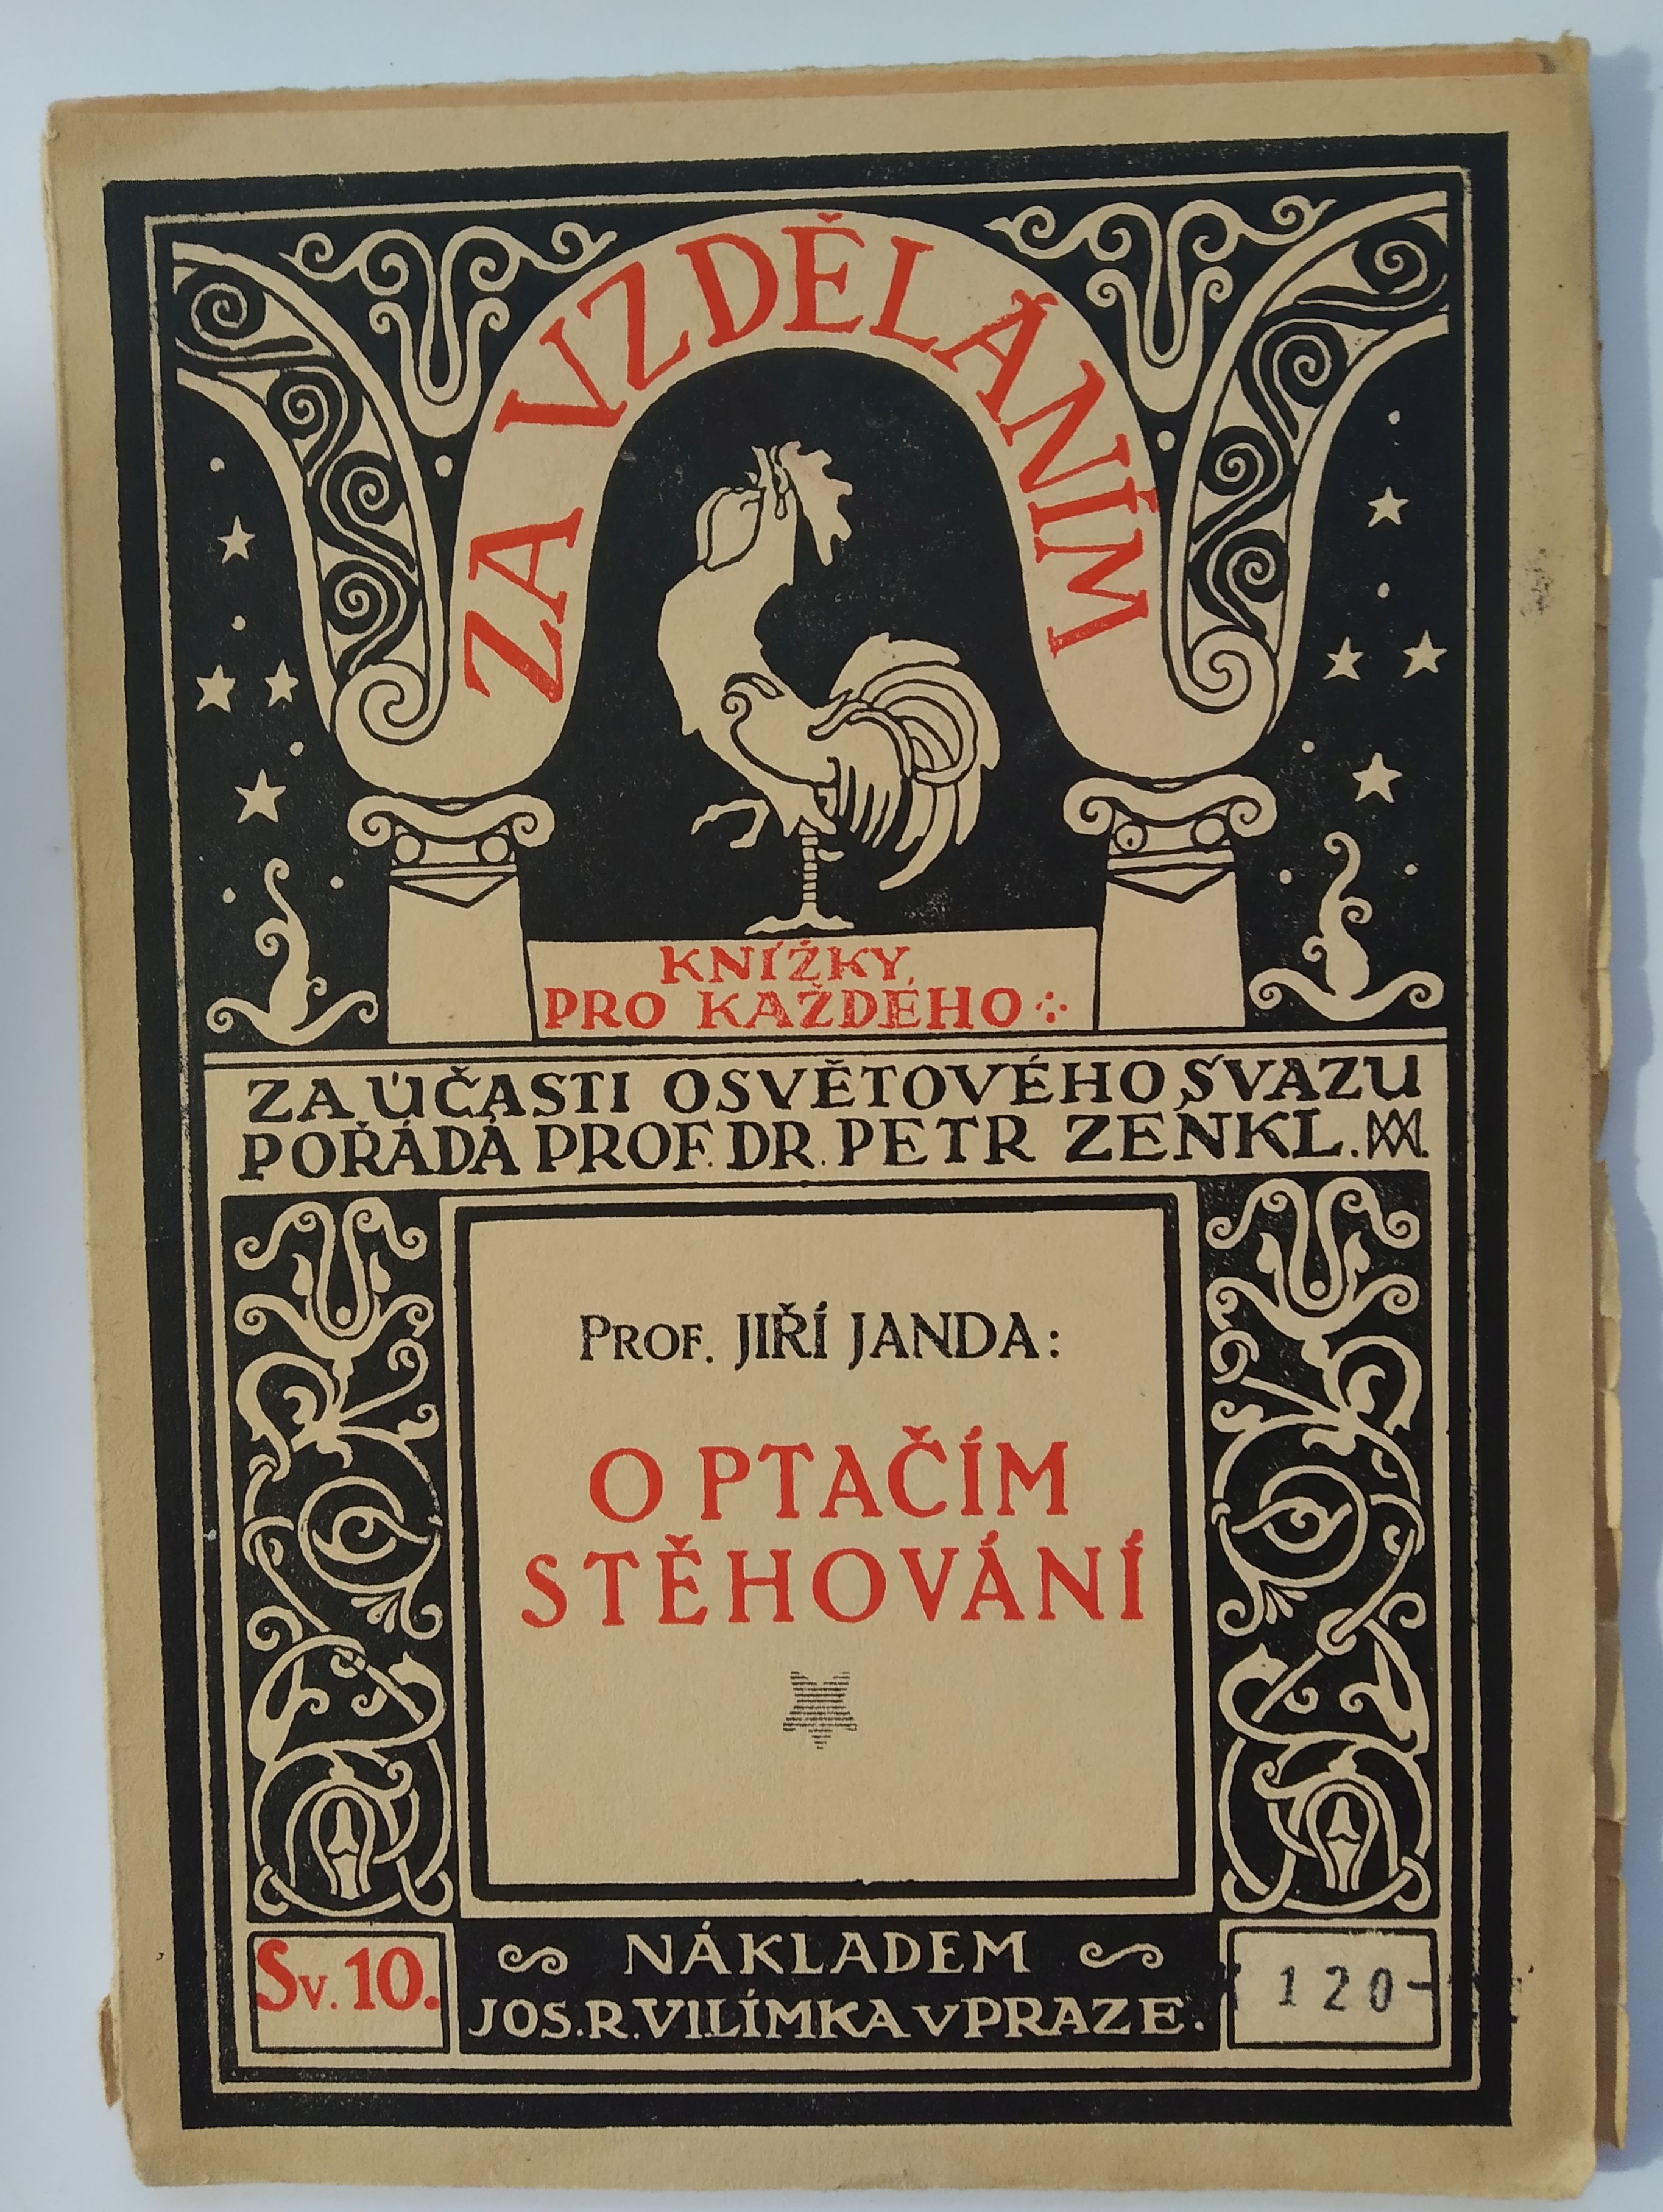 ZA VZDĚLÁNÍM
KNÍŽKY
PRO KAŽDÉHO
ZA ÚČASTI OSVĚTOVÉHO SVAZU
POŘÁDÁ PROF. DR. PETR ZENKL.
PROF. JIŘÍ JANDA:
O PTAČÍM
STĚHOVÁNÍ
SV. 10.
NÁKLADEM
JOS. R. VILÍMKA V PRAZE.
120-